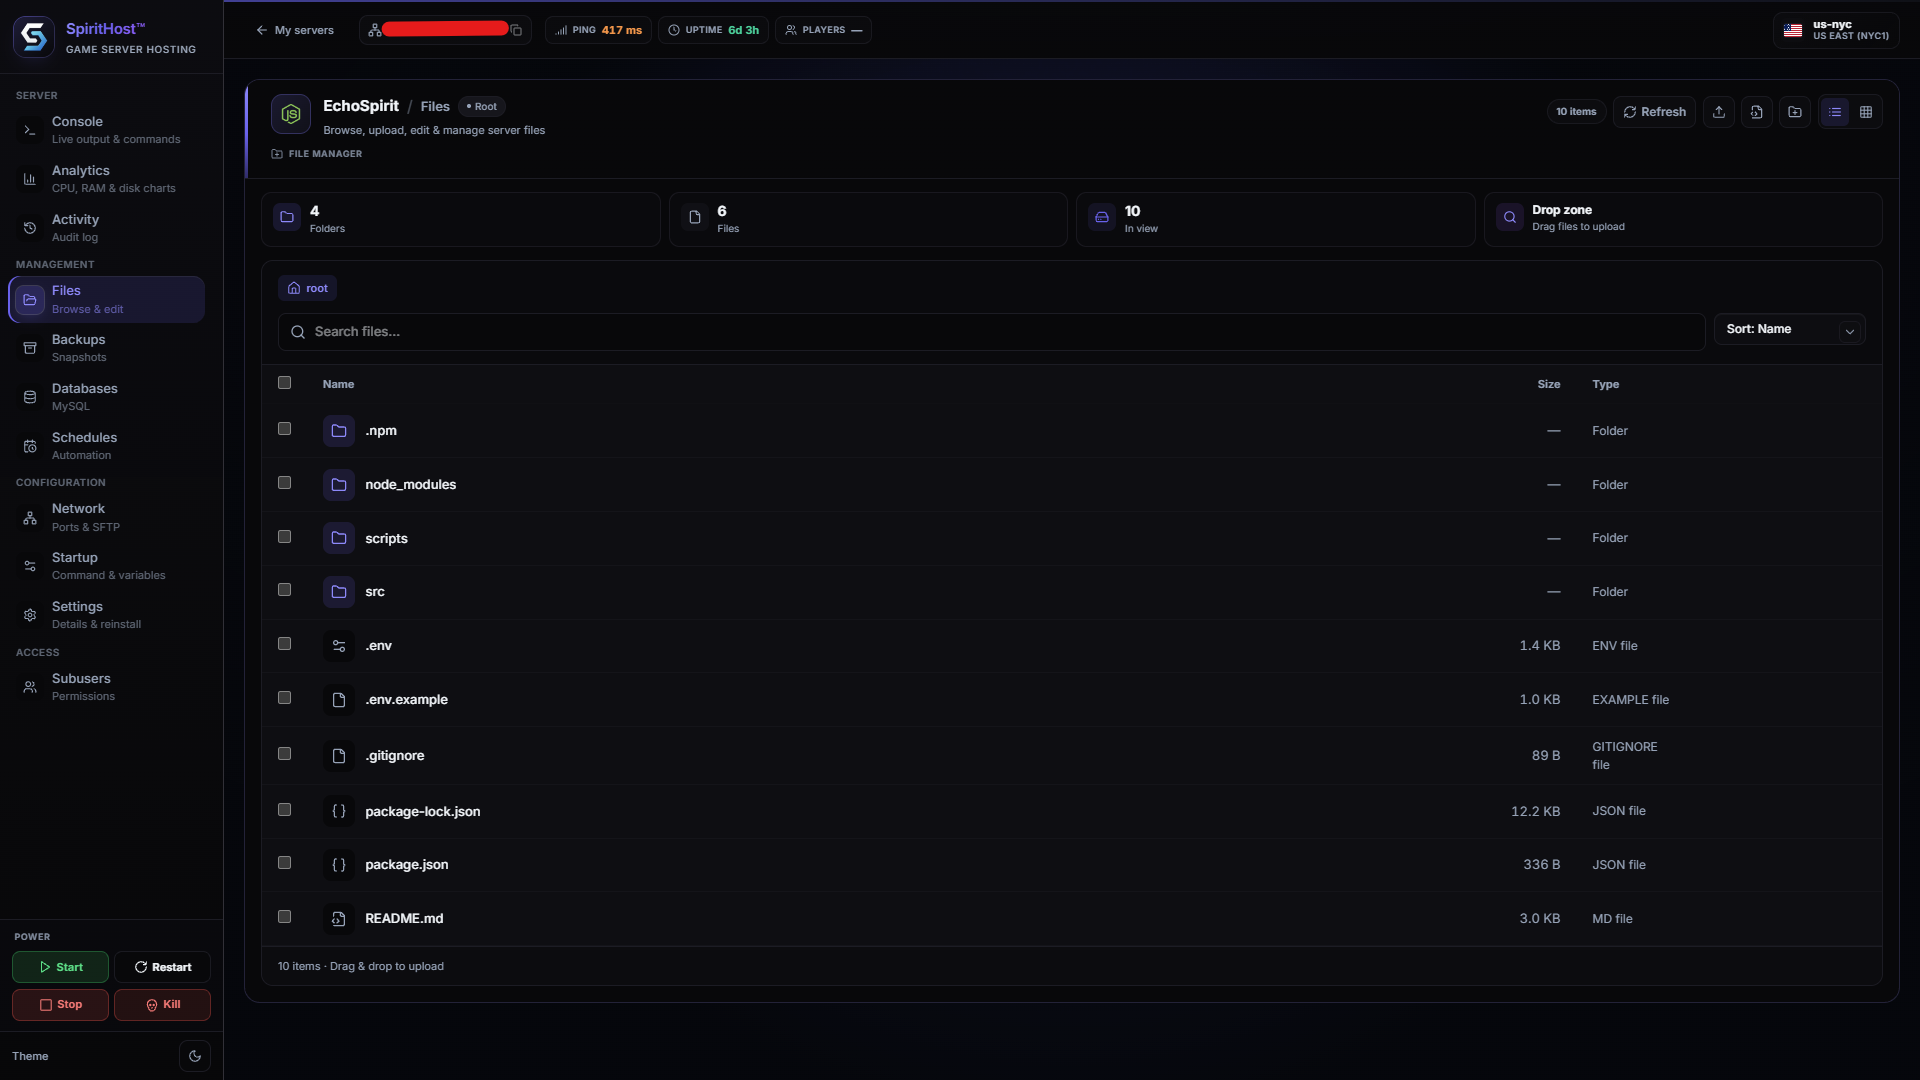 SpiritHost™
GAME SERVER HOSTING
SERVER
Console
Live output & commands
Analytics
CPU, RAM & disk charts
Activity
Audit log
MANAGEMENT
Files
Browse & edit
Backups
Snapshots
Databases
MySQL
Schedules
Automation
CONFIGURATION
Network
Ports & SFTP
Startup
Command & variables
Settings
Details & reinstall
ACCESS
Subusers
Permissions
POWER
Start
Restart
Stop
Kill
Theme
My servers
PING 417 ms
UPTIME 6d 3h
PLAYERS —
us-nyc
US EAST (NYC1)
JS
EchoSpirit / Files • Root
Browse, upload, edit & manage server files
FILE MANAGER
10 items
Refresh
4
Folders
6
Files
10
In view
Drop zone
Drag files to upload
root
Search files...
Sort: Name
Name Size Type
.npm — Folder
node_modules — Folder
scripts — Folder
src — Folder
.env 1.4 KB ENV file
.env.example 1.0 KB EXAMPLE file
.gitignore 89 B GITIGNORE
file
package-lock.json 12.2 KB JSON file
package.json 336 B JSON file
README.md 3.0 KB MD file
10 items · Drag & drop to upload